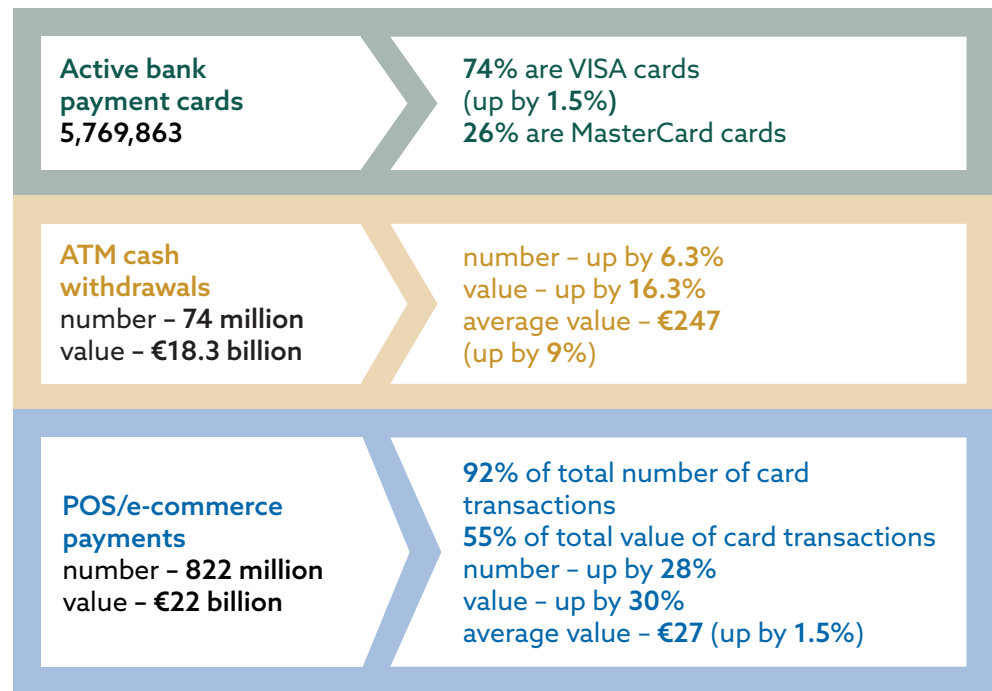 Active bank
payment cards
5,769,863
74% are VISA cards
(up by 1.5%)
26% are MasterCard cards
ATM cash
withdrawals
number – 74 million
value – €18.3 billion
number – up by 6.3%
value – up by 16.3%
average value – €247
(up by 9%)
POS/e-commerce
payments
number – 822 million
value – €22 billion
92% of total number of card
transactions
55% of total value of card transactions
number – up by 28%
value – up by 30%
average value – €27 (up by 1.5%)